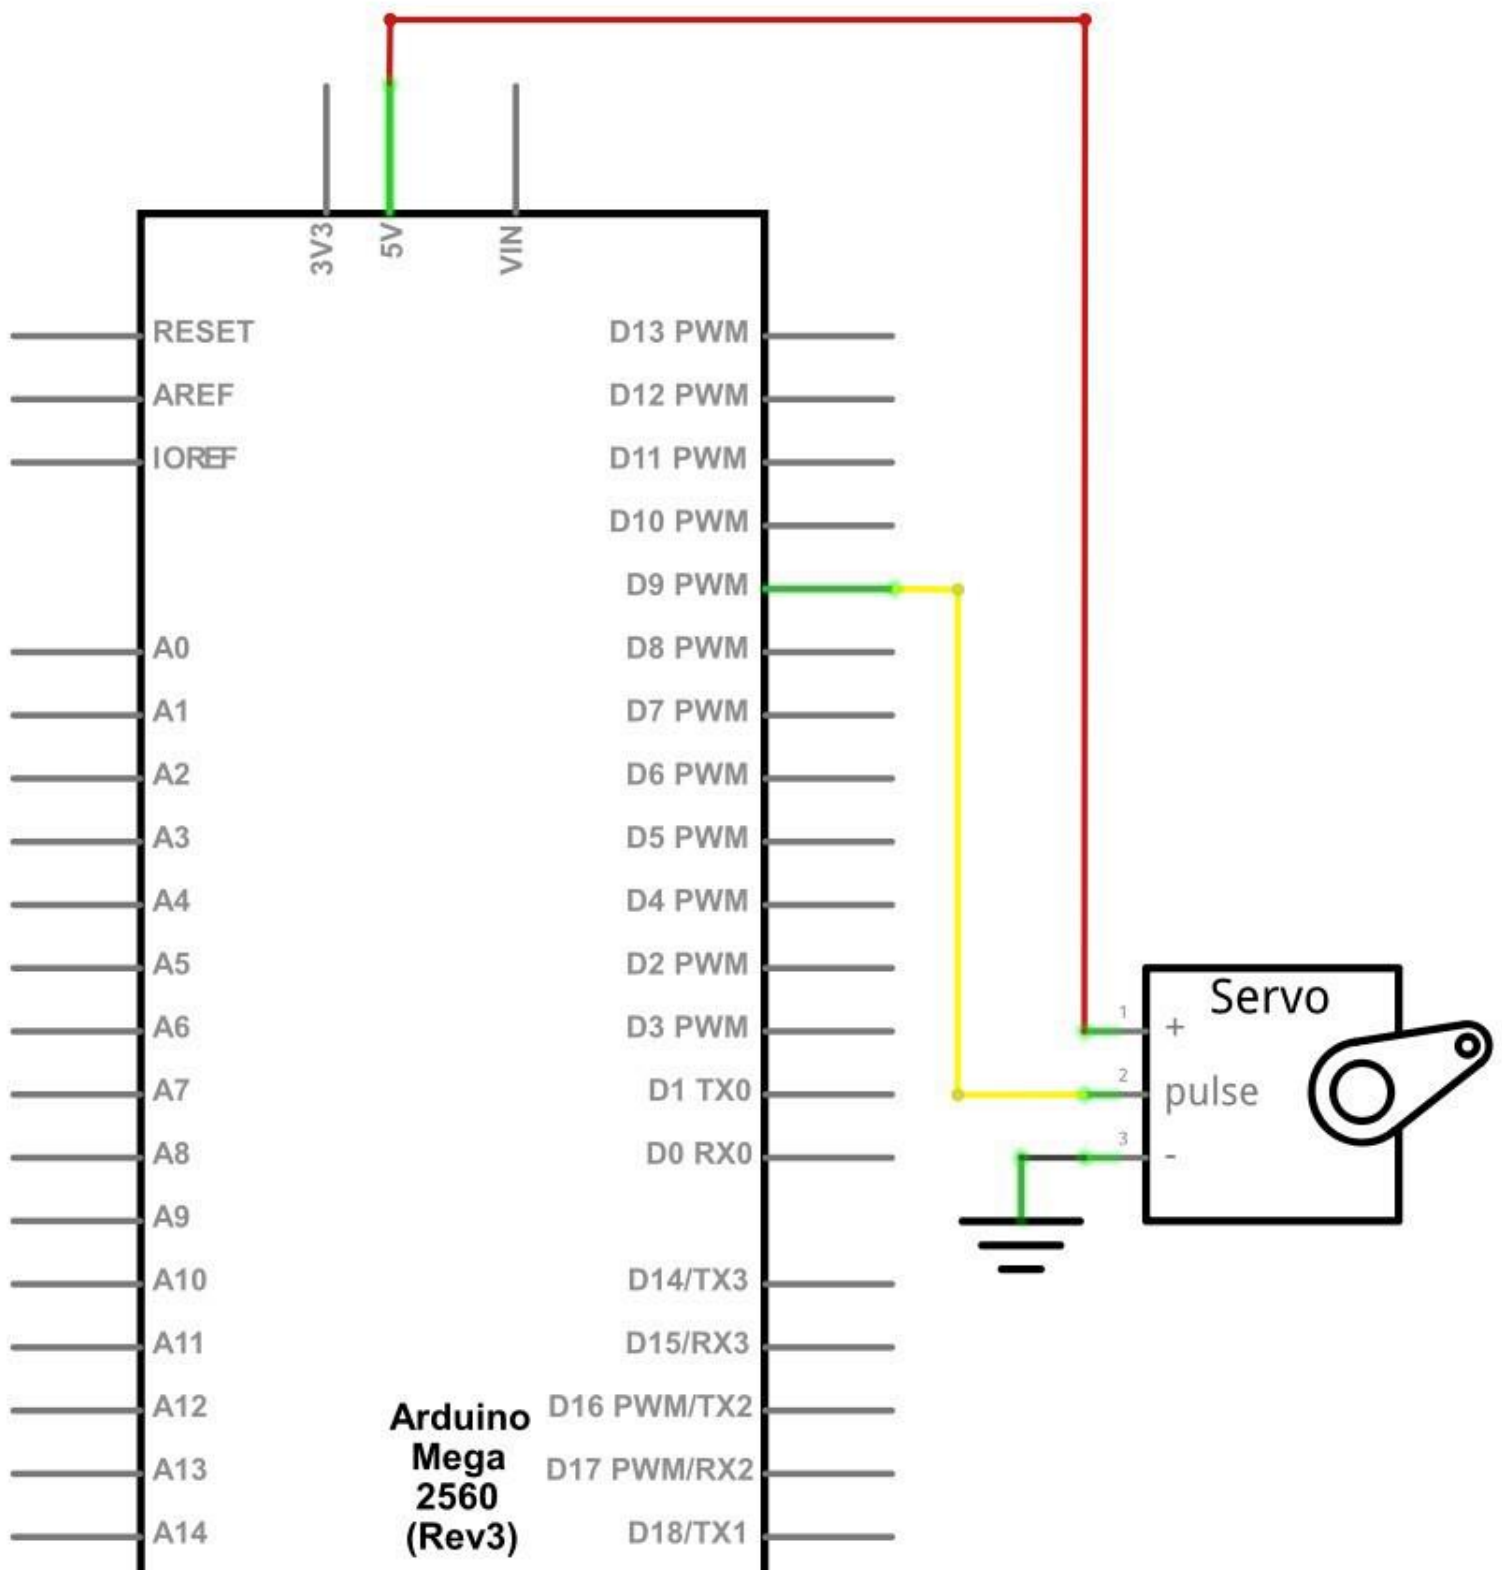 3V3
5V
VIN
RESET
D13 PWM
AREF
D12 PWM
IOREF
D11 PWM
D10 PWM
D9 PWM
A0
D8 PWM
A1
D7 PWM
A2
D6 PWM
A3
D5 PWM
A4
D4 PWM
A5
D2 PWM
Servo
A6
D3 PWM
1
+
A7
D1 TX0
2
pulse
A8
D0 RX0
3
-
A9
A10
D14/TX3
A11
D15/RX3
A12
D16 PWM/TX2
A13
D17 PWM/RX2
A14
D18/TX1
Arduino
Mega
2560
(Rev3)